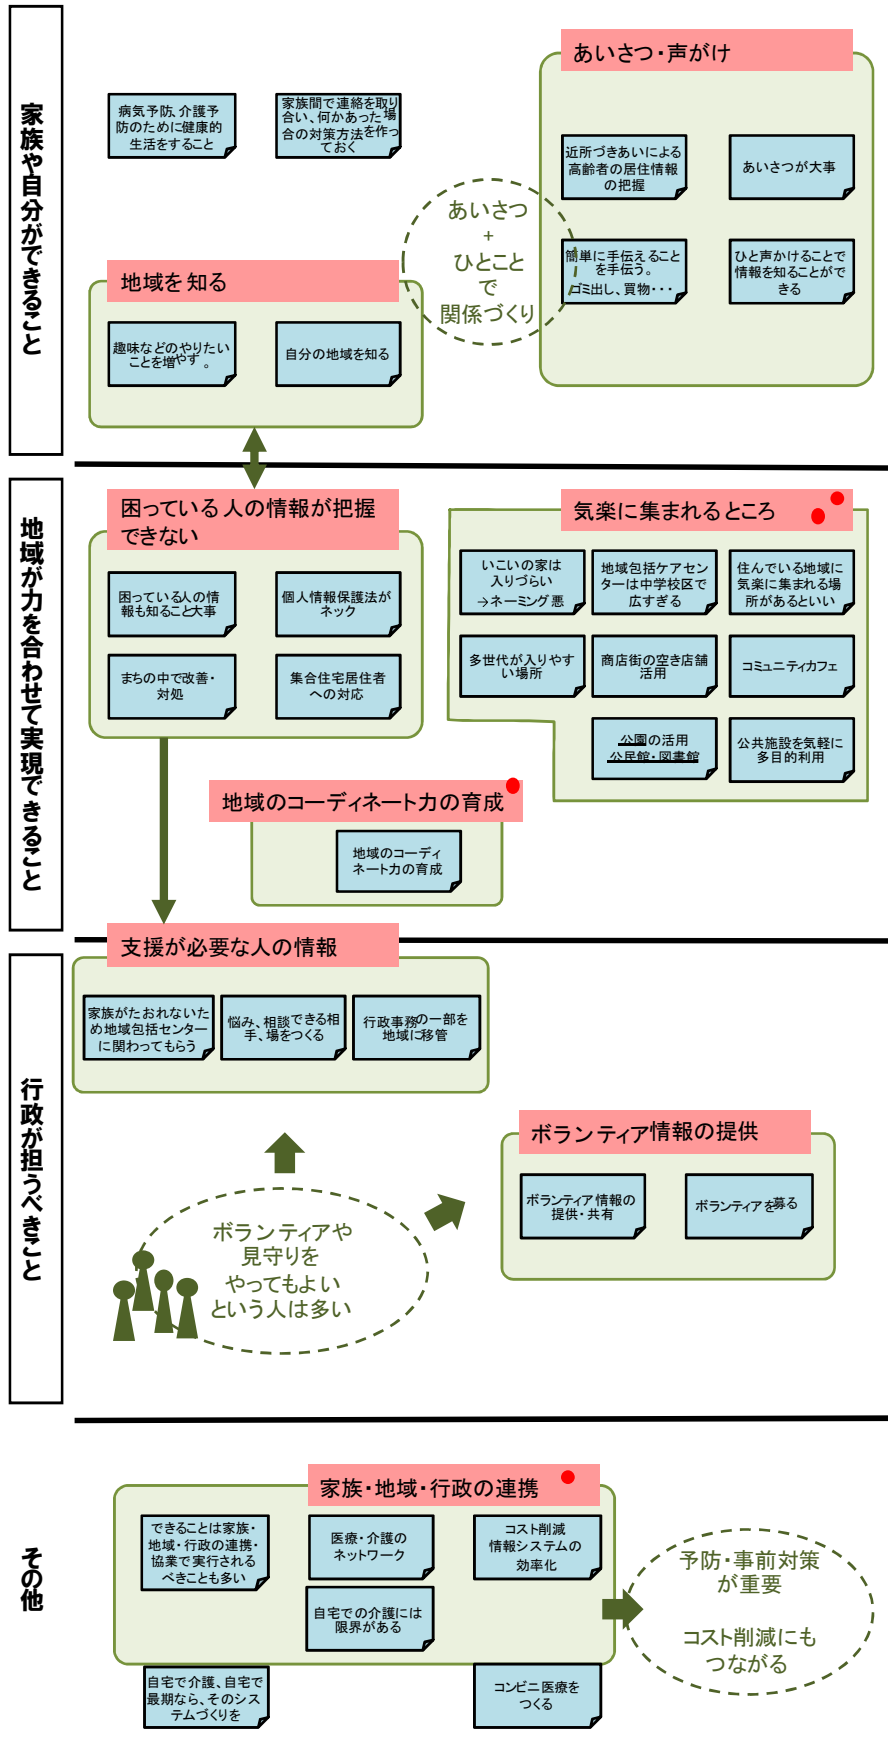 家族や自分ができること
あいさつ・声がけ
病気予防、介護予
防のために健康的
生活をすること
家族間で連絡を取り
合い、何かあった場
合の対策方法を作っ
ておく
近所づきあいによる
高齢者の居住情報
の把握
あいさつが大事
簡単に手伝えること
を手伝う。
ゴミ出し、買物・・・
ひと声かけることで
情報を知ることがで
きる
あいさつ
+
ひとこと
で
関係づくり
地域を知る
趣味などのやりたい
ことを増やす。
自分の地域を知る
地域が力を合わせて実現できること
困っている人の情報が把握
できない
困っている人の情
報も知ること大事
個人情報保護法が
ネック
まちの中で改善・
対処
集合住宅居住者
への対応
気楽に集まれるところ
いこいの家は
入りづらい
→ネーミング悪
地域包括ケアセン
ターは中学校区で
広すぎる
住んでいる地域に
気楽に集まれる場
所があるといい
多世代が入りやす
い場所
商店街の空き店舗
活用
コミュニティカフェ
公園の活用
公民館・図書館
公共施設を気軽に
多目的利用
地域のコーディネート力の育成
地域のコーディ
ネート力の育成
行政が担うべきこと
支援が必要な人の情報
家族がたおれないた
め地域包括センター
に関わってもらう
悩み、相談できる相
手、場をつくる
行政事務の一部を
地域に移管
ボランティア情報の提供
ボランティア情報の
提供・共有
ボランティアを募る
ボランティアや
見守りを
やってもよい
という人は多い
その他
家族・地域・行政の連携
できることは家族・
地域・行政の連携・
協業で実行される
べきことも多い
医療・介護の
ネットワーク
コスト削減
情報システムの
効率化
自宅での介護には
限界がある
自宅で介護、自宅で
最期なら、そのシス
テムづくりを
コンビニ医療を
つくる
予防・事前対策
が重要
コスト削減にも
つながる